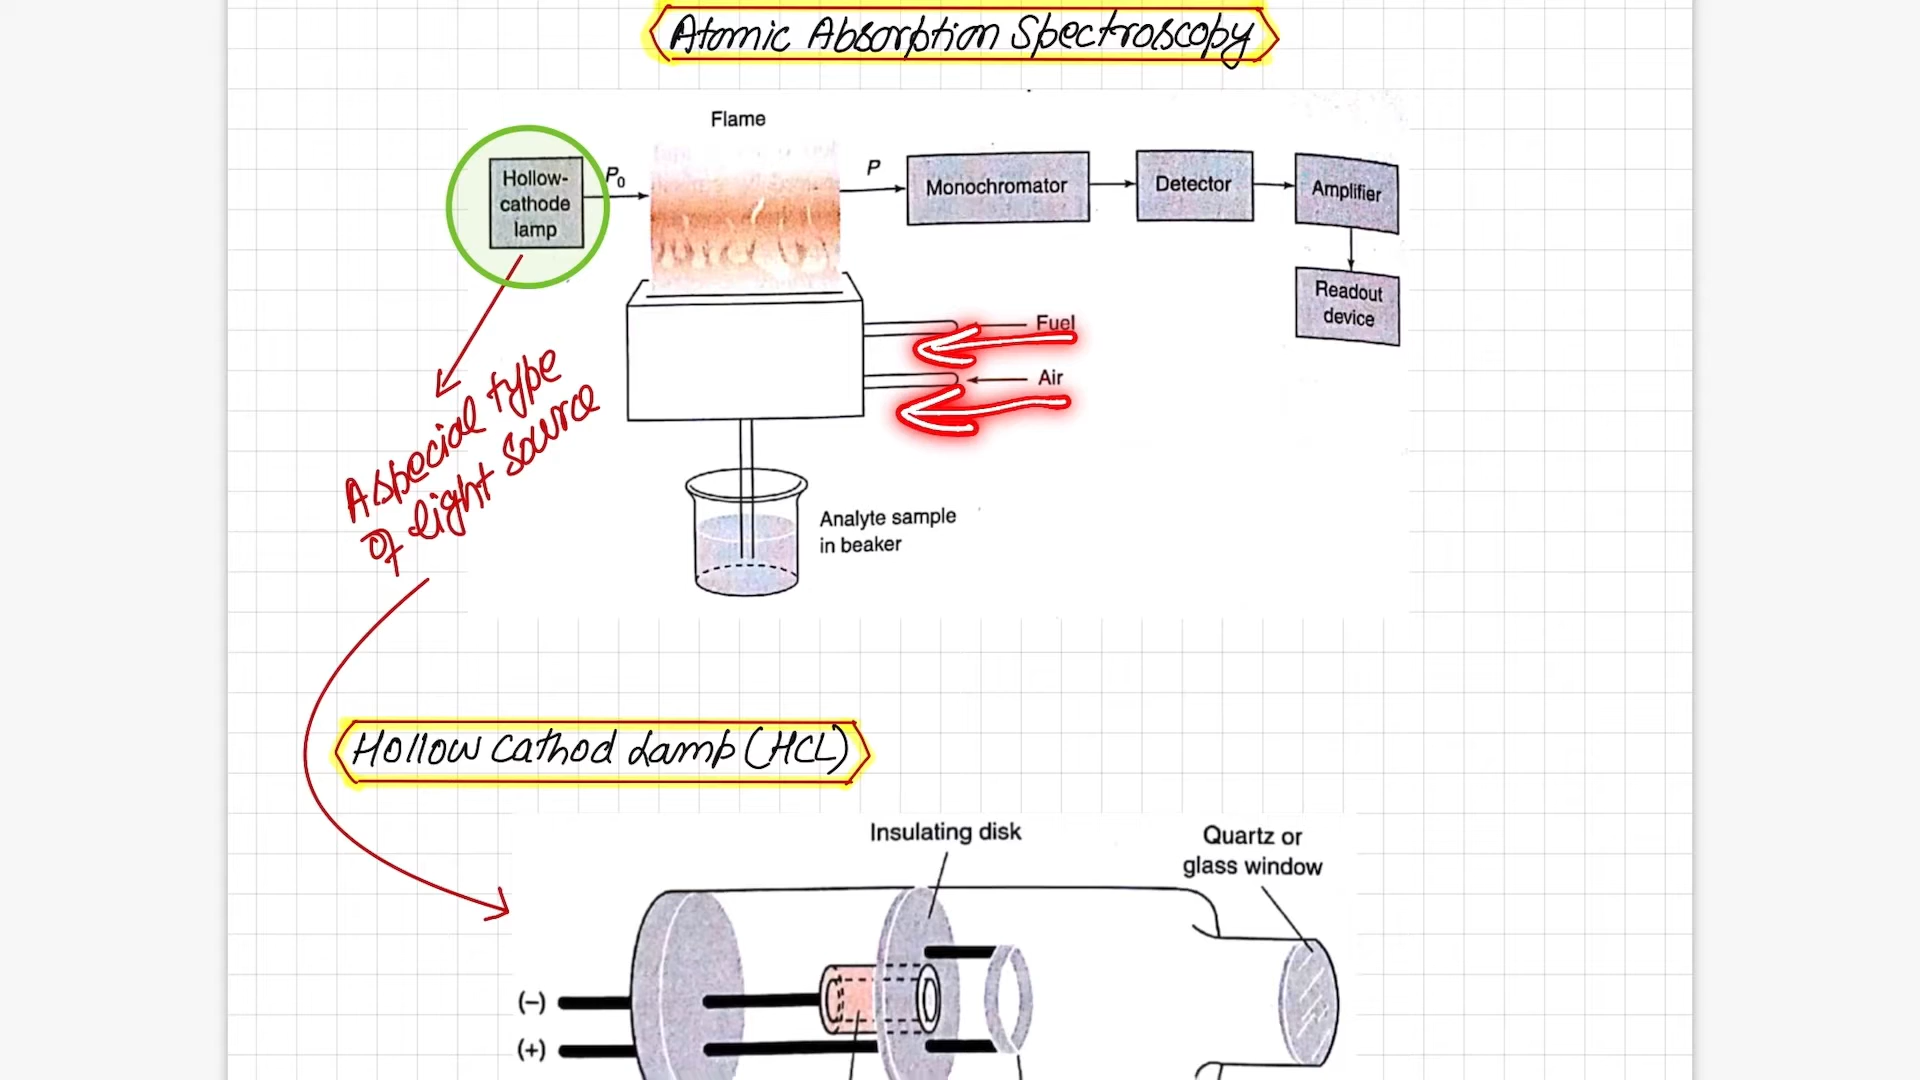 Atomic Absorption Spectroscopy
Flame
Hollow-
cathode
lamp
P0
P
Monochromator
Detector
Amplifier
Readout
device
Fuel
Air
A special type
of light source
Analyte sample
in beaker
Hollow Cathod Lamp (HCL)
Insulating disk
Quartz or
glass window
(−)
(+)